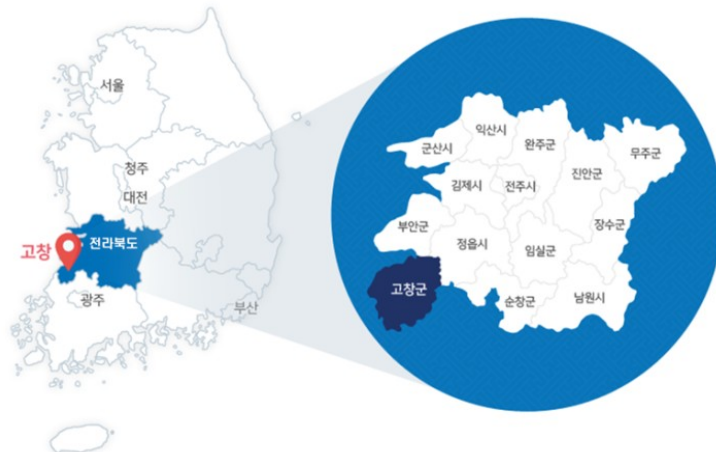 서울
청주
대전
전라북도
고창
광주
부산
익산시
군산시
완주군
무주군
진안군
김제시
전주시
장수군
부안군
정읍시
임실군
고창군
순창군
남원시